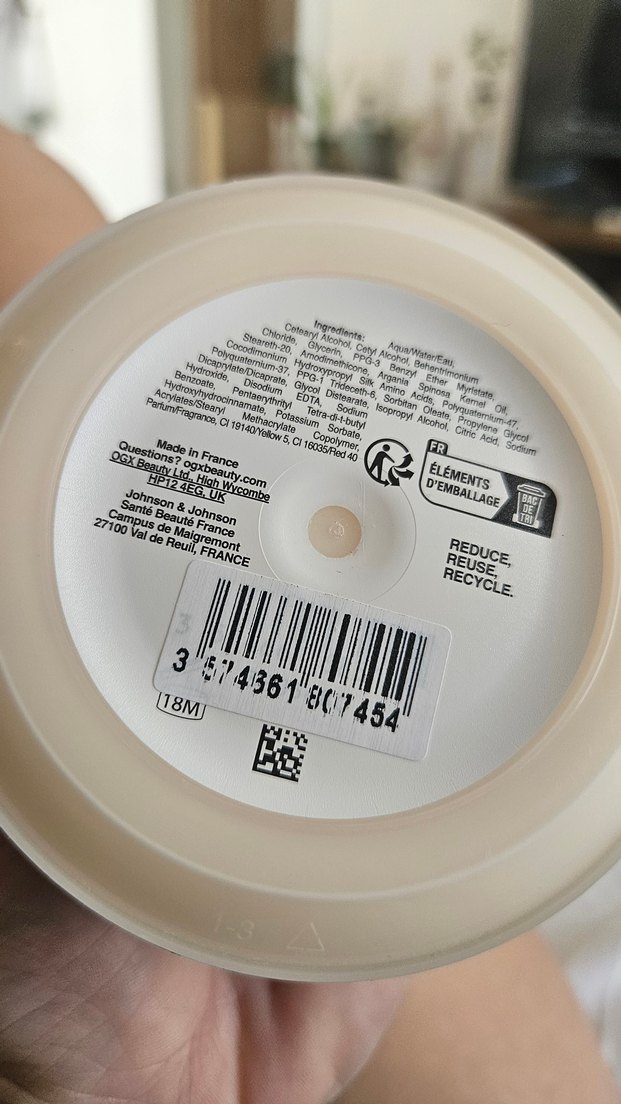 Ingredients: Aqua/Water/Eau,
Cetearyl Alcohol, Cetyl Alcohol, Behentrimonium
Chloride, Glycerin, PPG-3 Benzyl Ether Myristate,
Steareth-20, Amodimethicone, Argania Spinosa Kernel Oil,
Cocodimonium Hydroxypropyl Silk Amino Acids, Polyquaternium-47,
Polyquaternium-37, PPG-1 Trideceth-6, Sorbitan Oleate, Propylene Glycol
Dicaprylate/Dicaprate, Glycol Distearate, Isopropyl Alcohol, Citric Acid, Sodium
Hydroxide, Disodium EDTA, Sodium
Benzoate, Pentaerythrityl Tetra-di-t-butyl
Hydroxyhydrocinnamate, Potassium Sorbate,
Acrylates/Stearyl Methacrylate Copolymer,
Parfum/Fragrance, CI 19140/Yellow 5, CI 16035/Red 40
FR
ÉLÉMENTS
D'EMBALLAGE
BAC
DE
TRI
Made in France
Questions? ogxbeauty.com
OGX Beauty Ltd., High Wycombe
HP12 4EG, UK
Johnson & Johnson
Santé Beauté France
Campus de Maigremont
27100 Val de Reuil, FRANCE
REDUCE,
REUSE,
RECYCLE.
3
3 574661 807454
18M
1-3